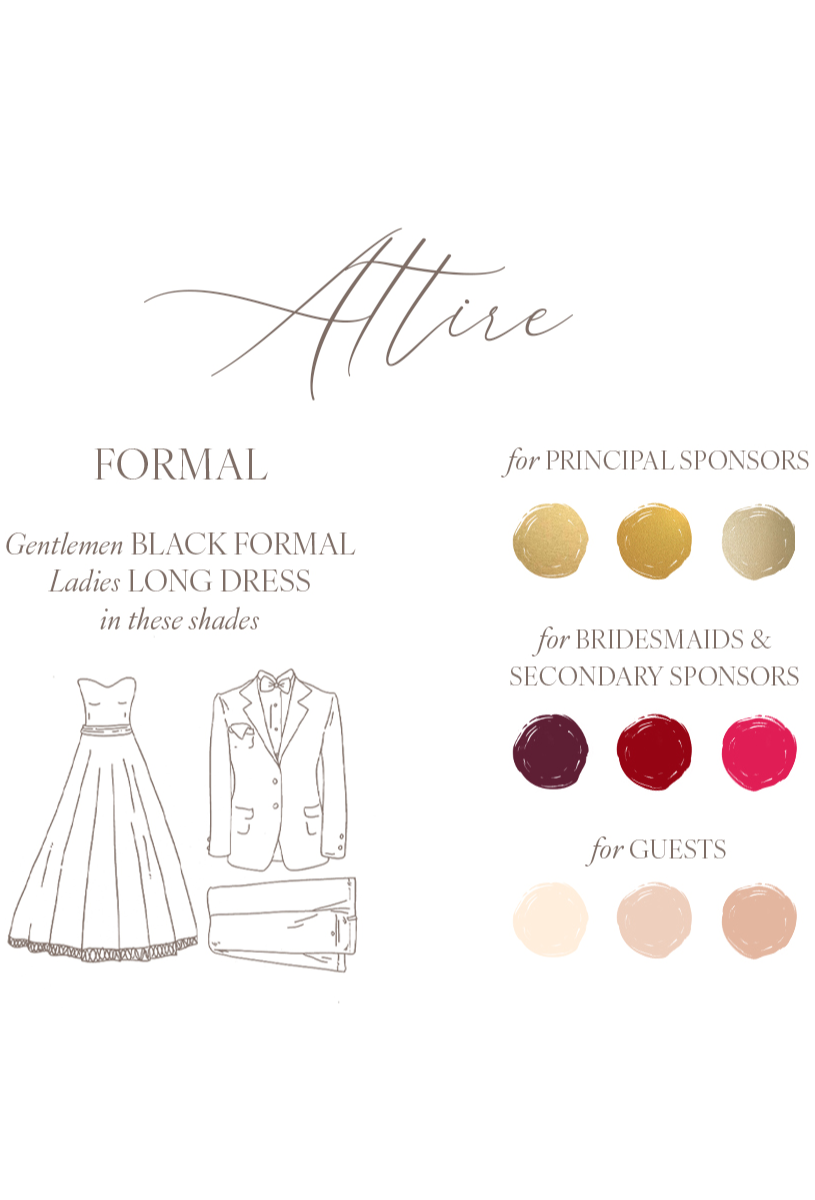 Attire
FORMAL
Gentlemen BLACK FORMAL
Ladies LONG DRESS
in these shades
for PRINCIPAL SPONSORS
for BRIDESMAIDS &
SECONDARY SPONSORS
for GUESTS